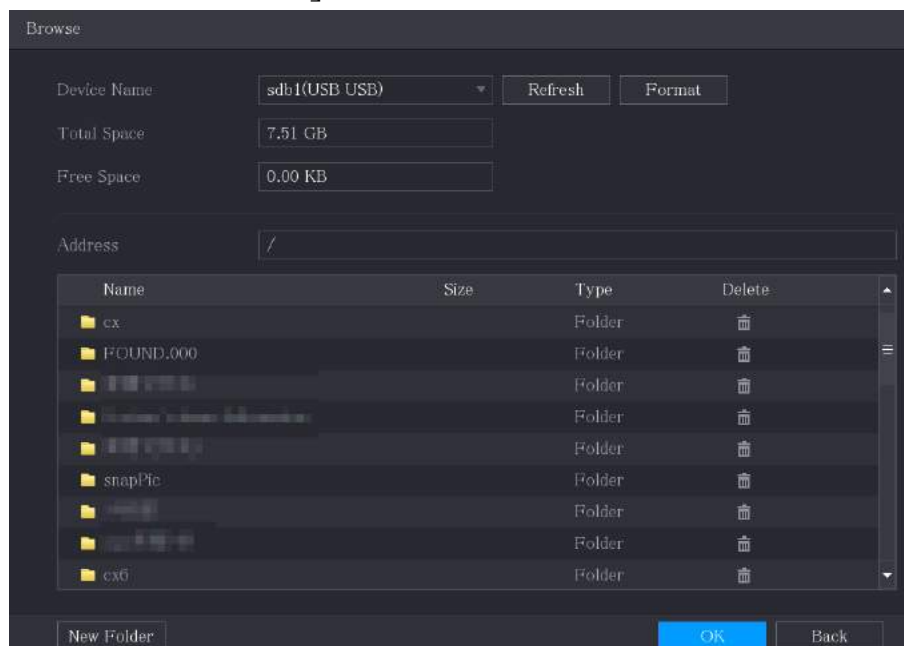 Browse
Device Name sdb1(USB USB) Refresh Format
Total Space 7.51 GB
Free Space 0.00 KB
Address /
Name Size Type Delete
cx Folder
FOUND.000 Folder
Folder
Folder
Folder
snapPic Folder
Folder
Folder
cx6 Folder
New Folder OK Back